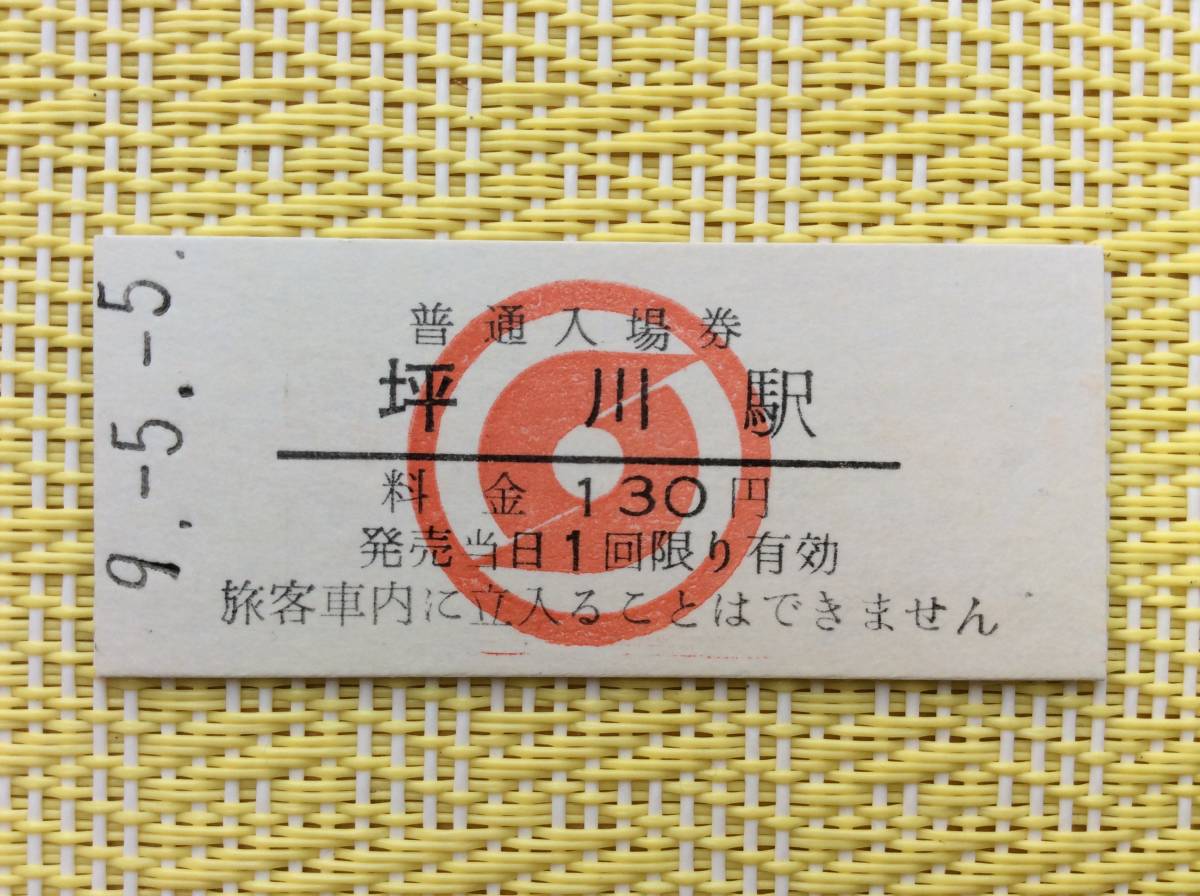 普通入場券
坪川駅
料金 130円
発売当日1回限り有効
旅客車内に立入ることはできません
9.-5.-5.